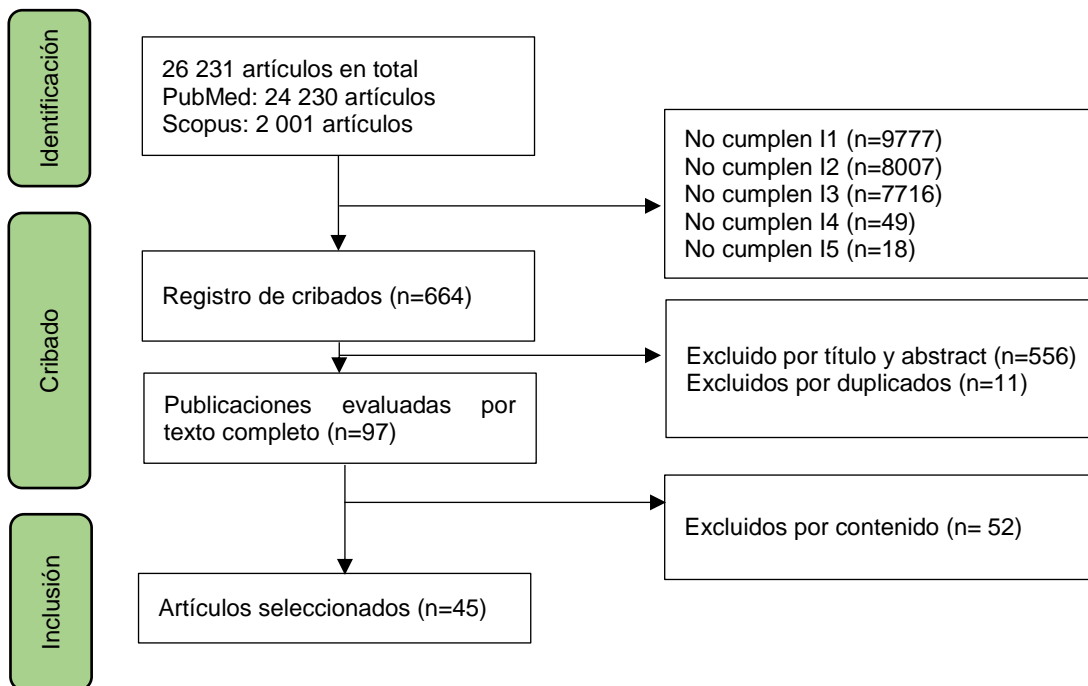 Identificación
26 231 artículos en total
PubMed: 24 230 artículos
Scopus: 2 001 artículos
No cumplen I1 (n=9777)
No cumplen I2 (n=8007)
No cumplen I3 (n=7716)
No cumplen I4 (n=49)
No cumplen I5 (n=18)
Cribado
Registro de cribados (n=664)
Excluido por título y abstract (n=556)
Excluidos por duplicados (n=11)
Publicaciones evaluadas por
texto completo (n=97)
Excluidos por contenido (n= 52)
Inclusión
Artículos seleccionados (n=45)